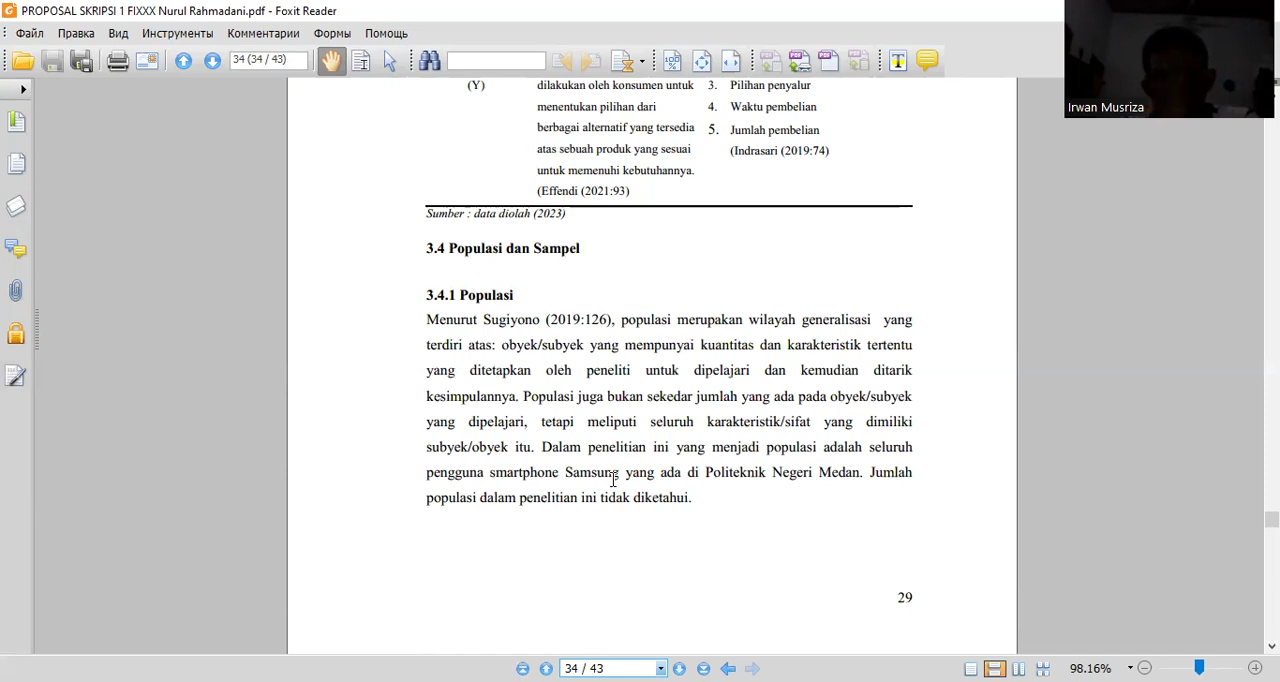 PROPOSAL SKRIPSI 1 FIXXX Nurul Rahmadani.pdf - Foxit Reader
Файл Правка Вид Инструменты Комментарии Формы Помощь
34 (34 / 43)
Irwan Musriza
(Y) dilakukan oleh konsumen untuk 3. Pilihan penyalur
menentukan pilihan dari 4. Waktu pembelian
berbagai alternatif yang tersedia 5. Jumlah pembelian
atas sebuah produk yang sesuai (Indrasari (2019:74)
untuk memenuhi kebutuhannya.
(Effendi (2021:93)
Sumber : data diolah (2023)
3.4 Populasi dan Sampel
3.4.1 Populasi
Menurut Sugiyono (2019:126), populasi merupakan wilayah generalisasi yang
terdiri atas: obyek/subyek yang mempunyai kuantitas dan karakteristik tertentu
yang ditetapkan oleh peneliti untuk dipelajari dan kemudian ditarik
kesimpulannya. Populasi juga bukan sekedar jumlah yang ada pada obyek/subyek
yang dipelajari, tetapi meliputi seluruh karakteristik/sifat yang dimiliki
subyek/obyek itu. Dalam penelitian ini yang menjadi populasi adalah seluruh
pengguna smartphone Samsung yang ada di Politeknik Negeri Medan. Jumlah
populasi dalam penelitian ini tidak diketahui.
29
34 / 43
98.16%